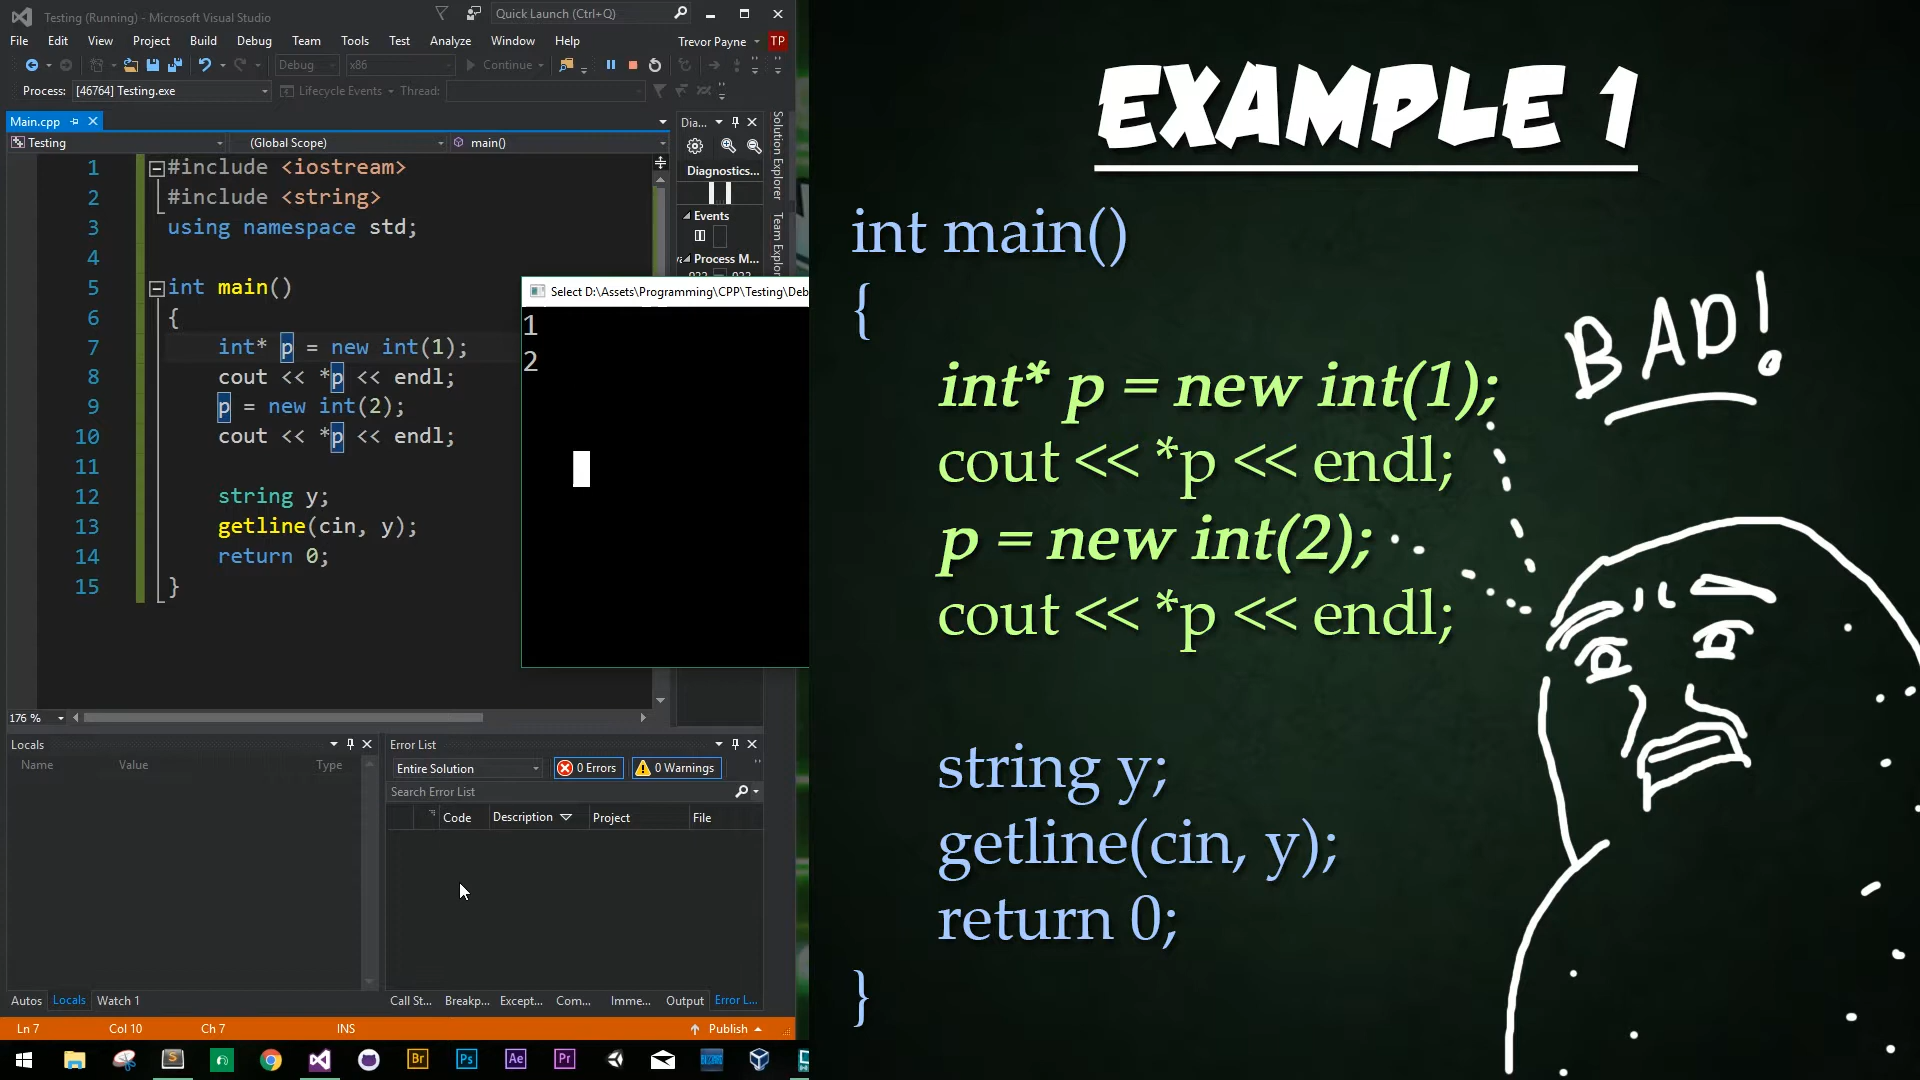 Testing (Running) - Microsoft Visual Studio
Quick Launch (Ctrl+Q)
File Edit View Project Build Debug Team Tools Test Analyze Window Help
Trevor Payne TP
Debug x86 Continue
Process: [46764] Testing.exe Lifecycle Events Thread:
Main.cpp
Testing (Global Scope) main()
1 #include <iostream>
2 #include <string>
3 using namespace std;
4
5 int main()
6 {
7 int* p = new int(1);
8 cout << *p << endl;
9 p = new int(2);
10 cout << *p << endl;
11
12 string y;
13 getline(cin, y);
14 return 0;
15 }
176 %
Dia...
Diagnostics...
Events
Process M...
Solution Explorer
Team Explor
Select D:\Assets\Programming\CPP\Testing\Deb
1
2
Locals
Name Value Type
Autos Locals Watch 1
Error List
Entire Solution 0 Errors 0 Warnings
Search Error List
Code Description Project File
Call St... Breakp... Except... Com... Imme... Output Error L...
Ln 7 Col 10 Ch 7 INS Publish
Br Ps Ae Pr
EXAMPLE 1
int main()
{
int* p = new int(1);
cout << *p << endl;
p = new int(2);
cout << *p << endl;
string y;
getline(cin, y);
return 0;
}
BAD!